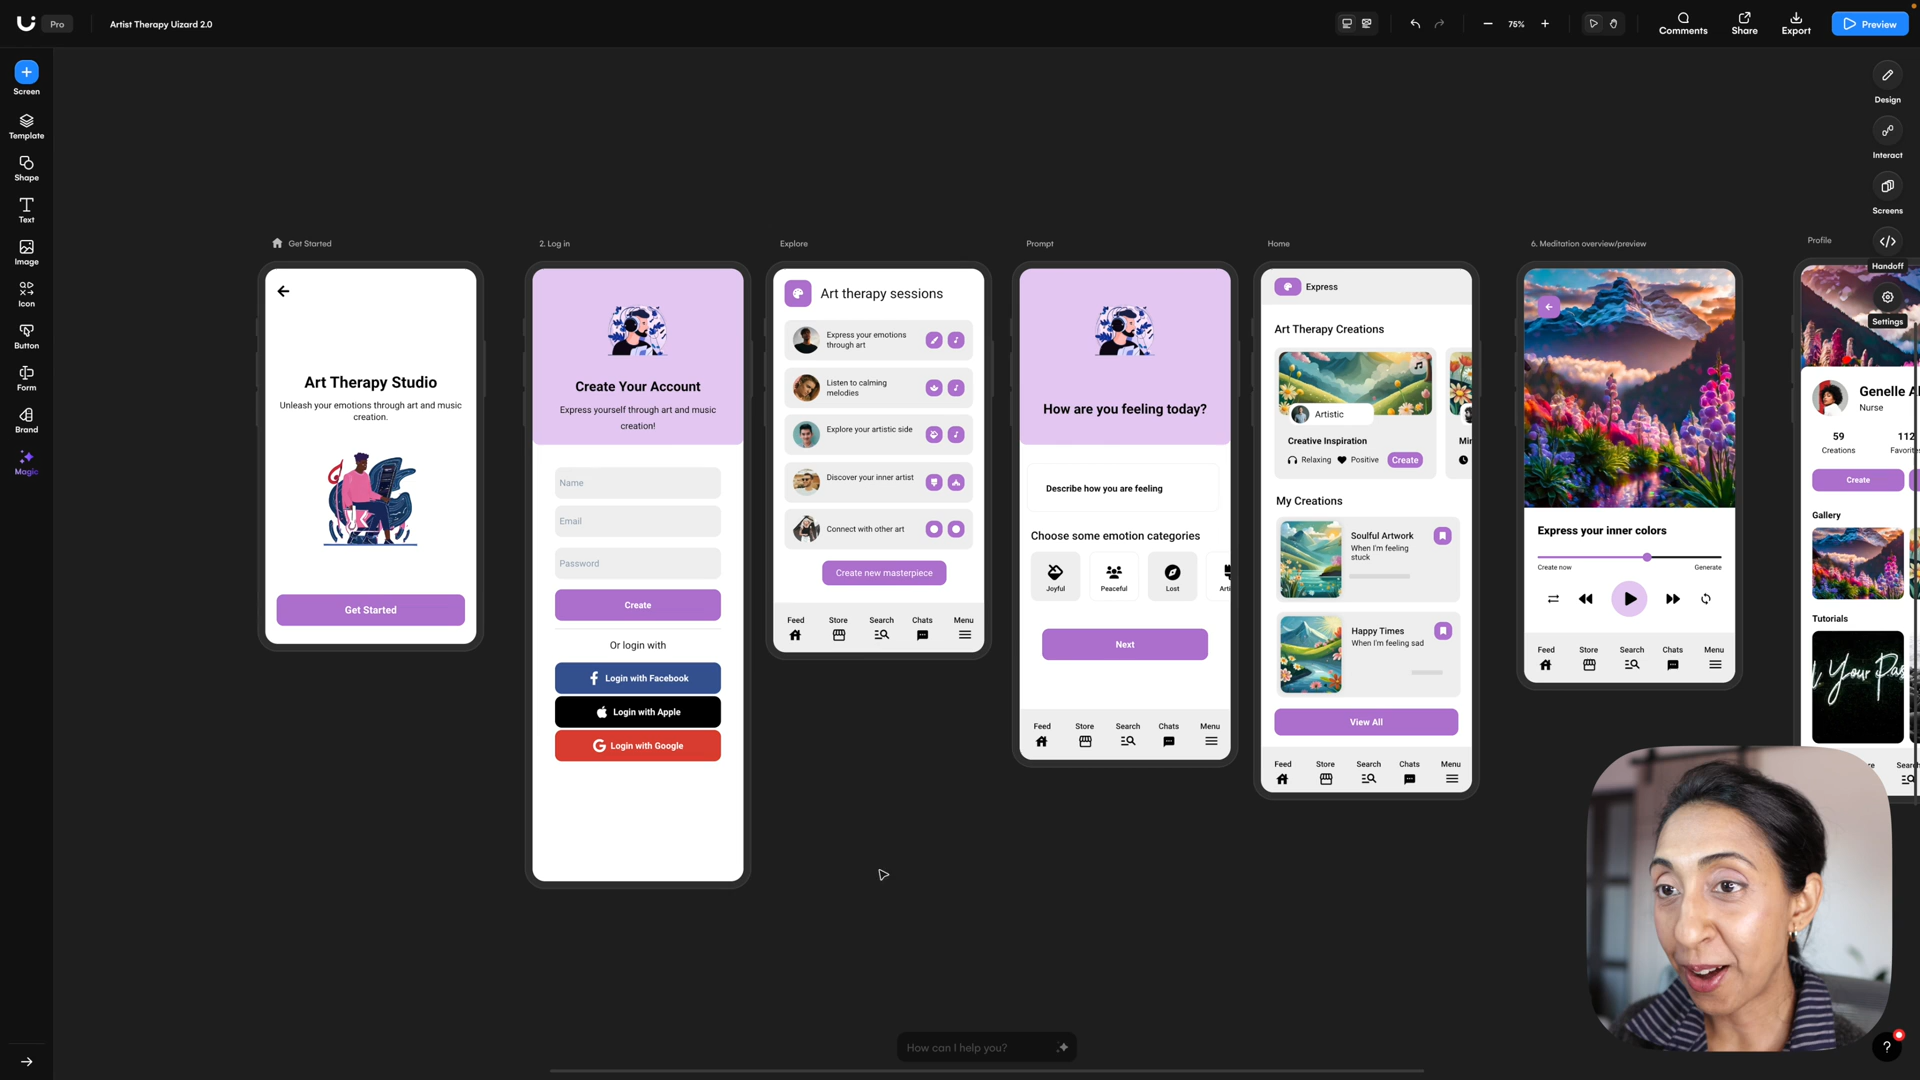 Pro
Artist Therapy Uizard 2.0
75%
Comments
Share
Export
Preview
Screen
Template
Shape
Text
Image
Icon
Button
Form
Brand
Magic
Design
Interact
Screens
Handoff
Settings
Get Started
Art Therapy Studio
Unleash your emotions through art and music
creation.
Get Started
2. Log in
Create Your Account
Express yourself through art and music
creation!
Name
Email
Password
Create
Or login with
Login with Facebook
Login with Apple
Login with Google
Explore
Art therapy sessions
Express your emotions
through art
Listen to calming
melodies
Explore your artistic side
Discover your inner artist
Connect with other art
Create new masterpiece
Feed Store Search Chats Menu
Prompt
How are you feeling today?
Describe how you are feeling
Choose some emotion categories
Joyful Peaceful Lost Arti
Next
Feed Store Search Chats Menu
Home
Express
Art Therapy Creations
Artistic
Creative Inspiration
Relaxing Positive Create
Min
My Creations
Soulful Artwork
When I'm feeling
stuck
Happy Times
When I'm feeling sad
View All
Feed Store Search Chats Menu
6. Meditation overview/preview
Express your inner colors
Create now Generate
Feed Store Search Chats Menu
Profile
Genelle Al
Nurse
59 112
Creations Favorite
Create
Gallery
Tutorials
Your Pas
re Search
How can I help you?
?